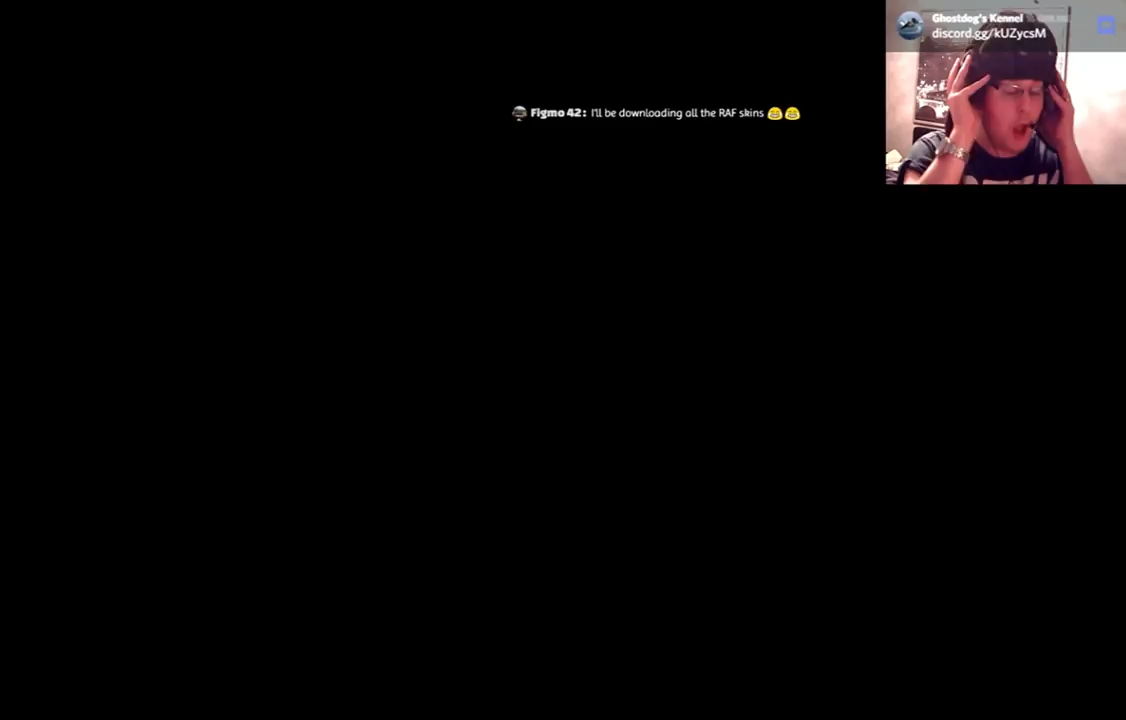 Ghostdog's Kennel
discord.gg/kUZycsM
Figmo 42: I'll be downloading all the RAF skins 😂😂